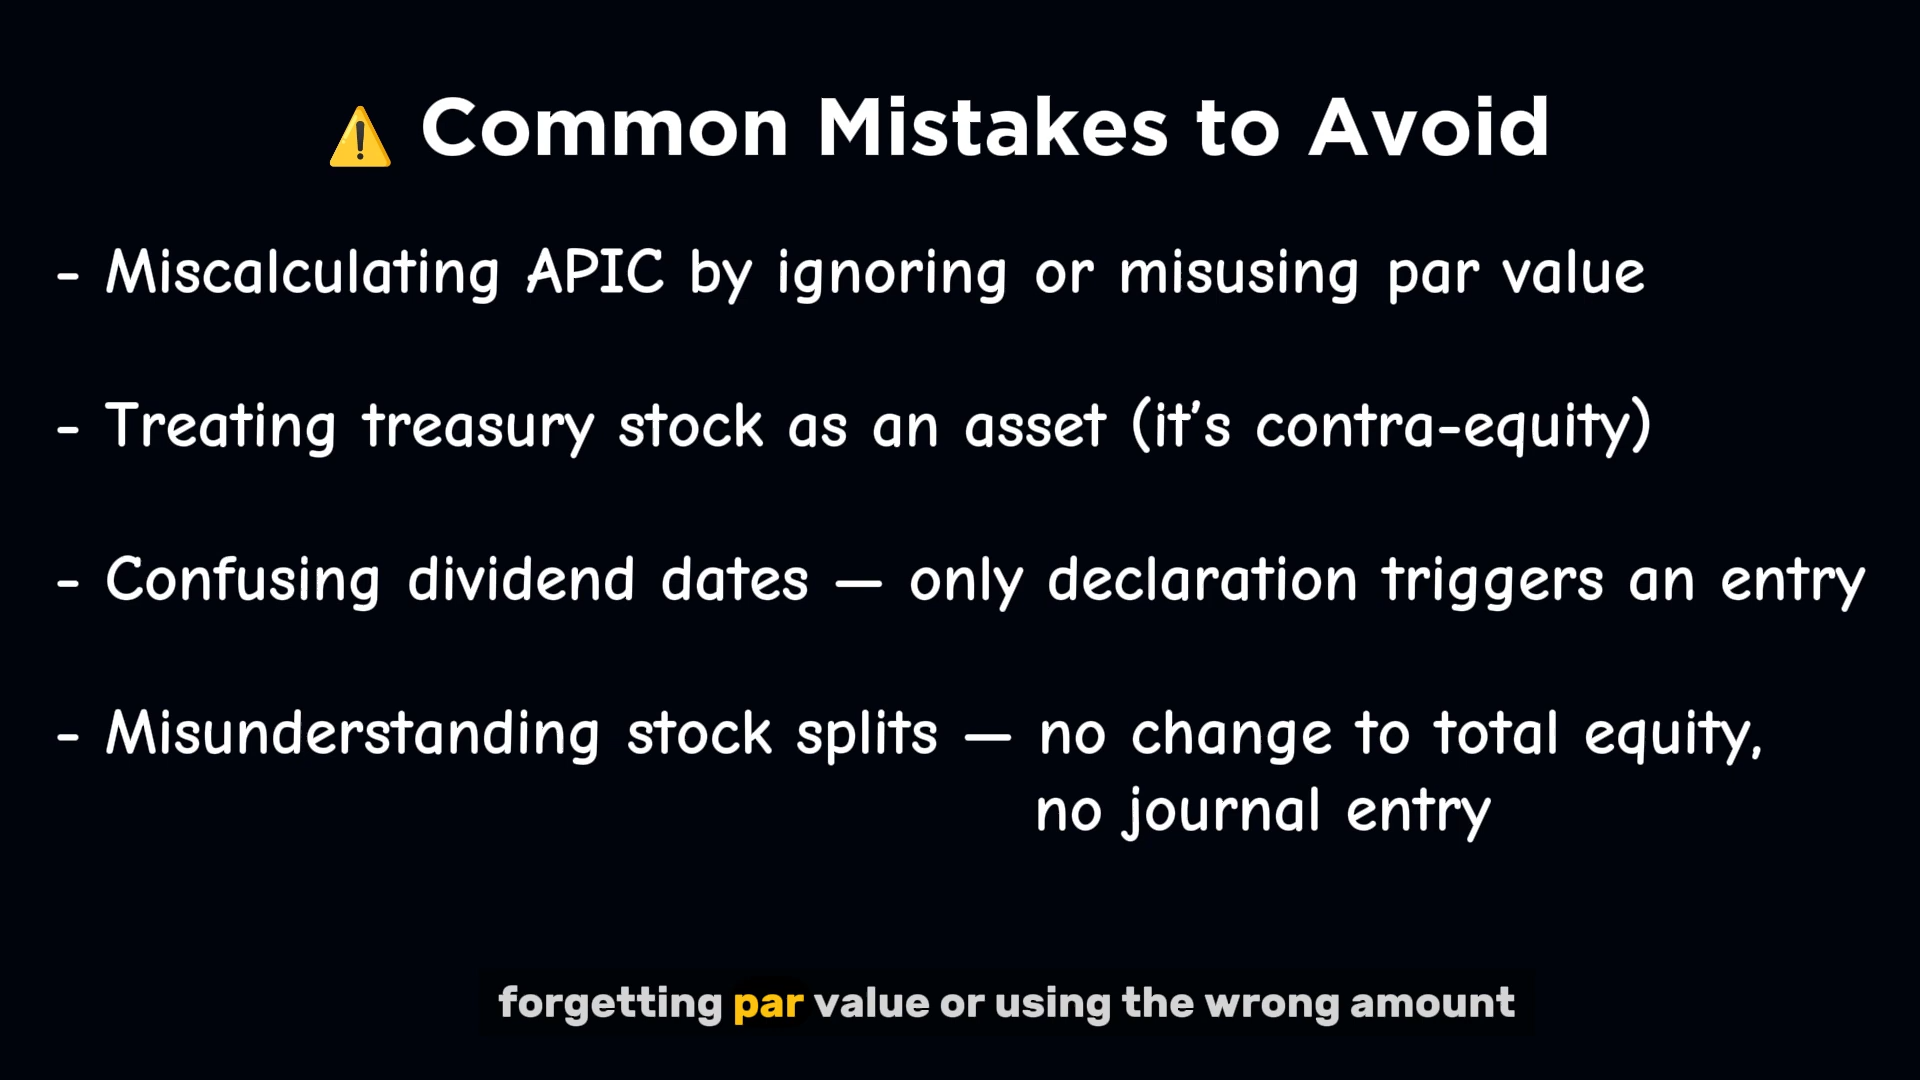 ⚠️ Common Mistakes to Avoid
- Miscalculating APIC by ignoring or misusing par value
- Treating treasury stock as an asset (it's contra-equity)
- Confusing dividend dates — only declaration triggers an entry
- Misunderstanding stock splits — no change to total equity,
no journal entry
forgetting par value or using the wrong amount